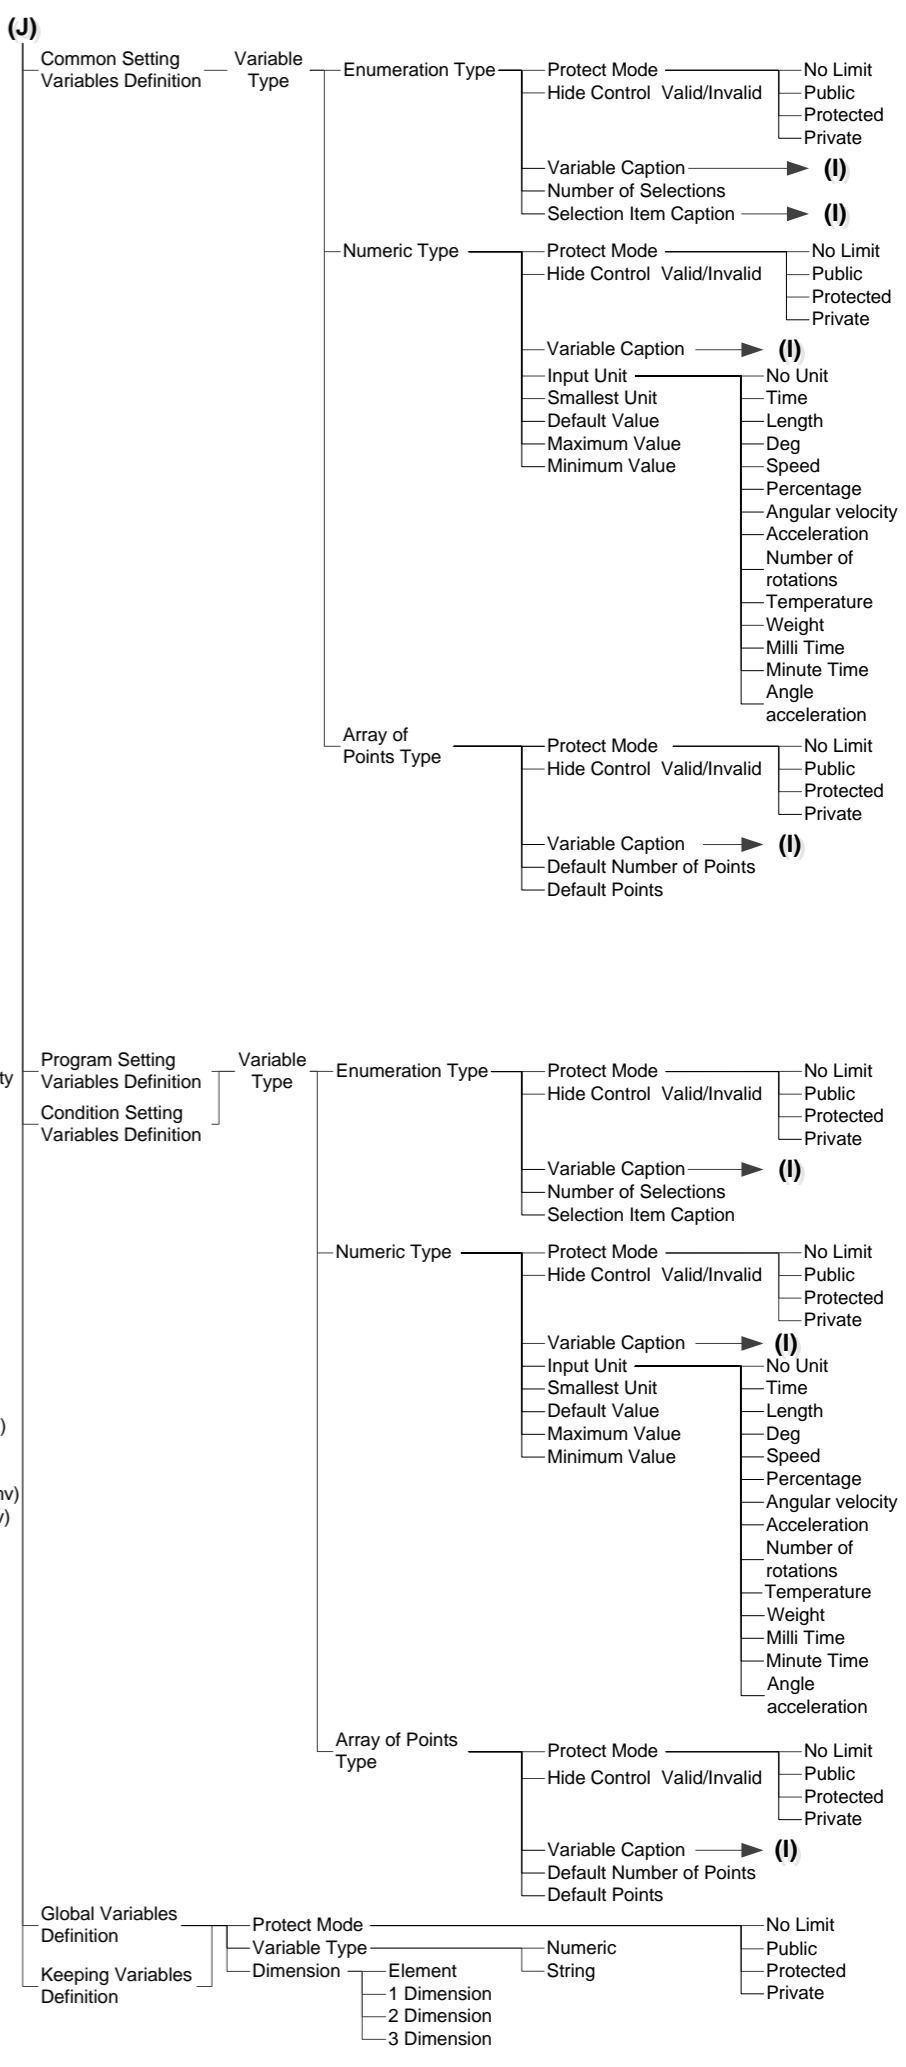 (J)
Common Setting
Variables Definition
Variable
Type
Enumeration Type
Protect Mode
No Limit
Hide Control Valid/Invalid
Public
Protected
Private
Variable Caption
(I)
Number of Selections
Selection Item Caption
(I)
Numeric Type
Protect Mode
No Limit
Hide Control Valid/Invalid
Public
Protected
Private
Variable Caption
(I)
Input Unit
No Unit
Smallest Unit
Time
Default Value
Length
Maximum Value
Deg
Minimum Value
Speed
Percentage
Angular velocity
Acceleration
Number of
rotations
Temperature
Weight
Milli Time
Minute Time
Angle
acceleration
Array of
Points Type
Protect Mode
No Limit
Hide Control Valid/Invalid
Public
Protected
Private
Variable Caption
(I)
Default Number of Points
Default Points
ty
Program Setting
Variables Definition
Condition Setting
Variables Definition
Variable
Type
Enumeration Type
Protect Mode
No Limit
Hide Control Valid/Invalid
Public
Protected
Private
Variable Caption
(I)
Number of Selections
Selection Item Caption
Numeric Type
Protect Mode
No Limit
Hide Control Valid/Invalid
Public
Protected
Private
Variable Caption
(I)
Input Unit
No Unit
Smallest Unit
Time
Default Value
Length
)
Maximum Value
Deg
Minimum Value
Speed
Percentage
nv)
Angular velocity
)
Acceleration
Number of
rotations
Temperature
Weight
Milli Time
Minute Time
Angle
acceleration
Array of Points
Type
Protect Mode
No Limit
Hide Control Valid/Invalid
Public
Protected
Private
Variable Caption
(I)
Default Number of Points
Default Points
Global Variables
Definition
Keeping Variables
Definition
Protect Mode
No Limit
Variable Type
Numeric
Public
Dimension
Element
String
Protected
1 Dimension
Private
2 Dimension
3 Dimension